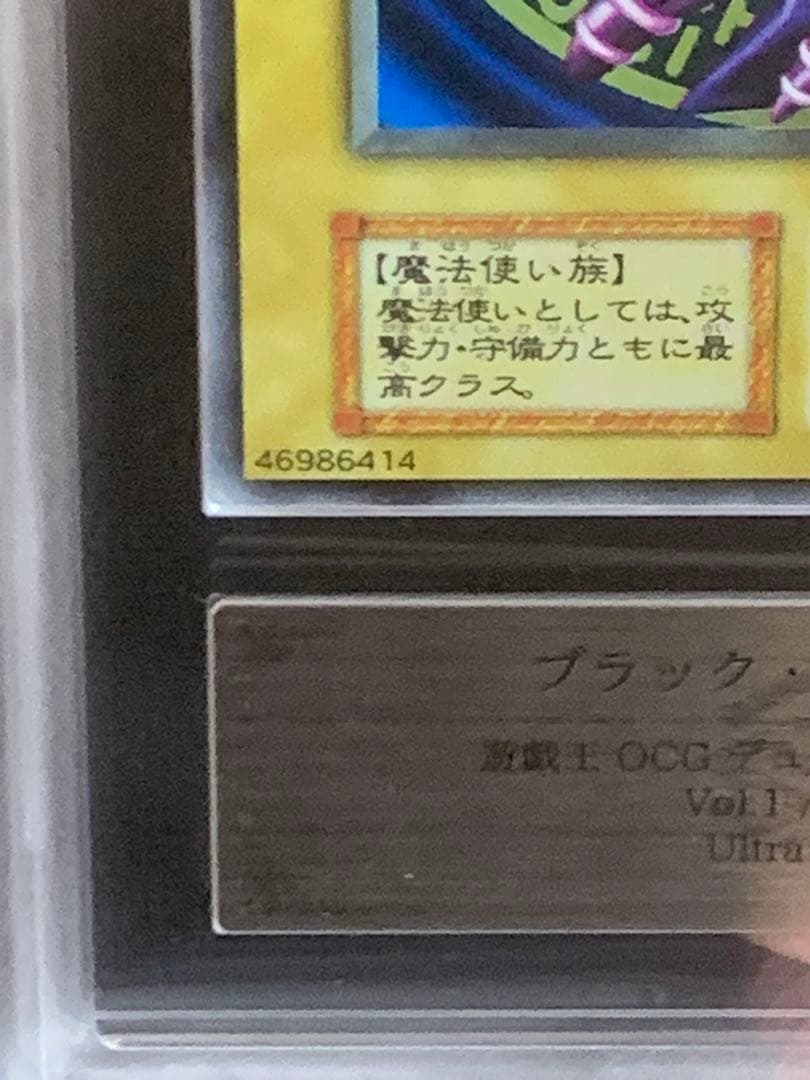 【魔法使い族】
魔法使いとしては、攻
撃力・守備力ともに最
高クラス。
46986414
ブラック・
遊戯王 OCG デュ
Vol.1
Ultra